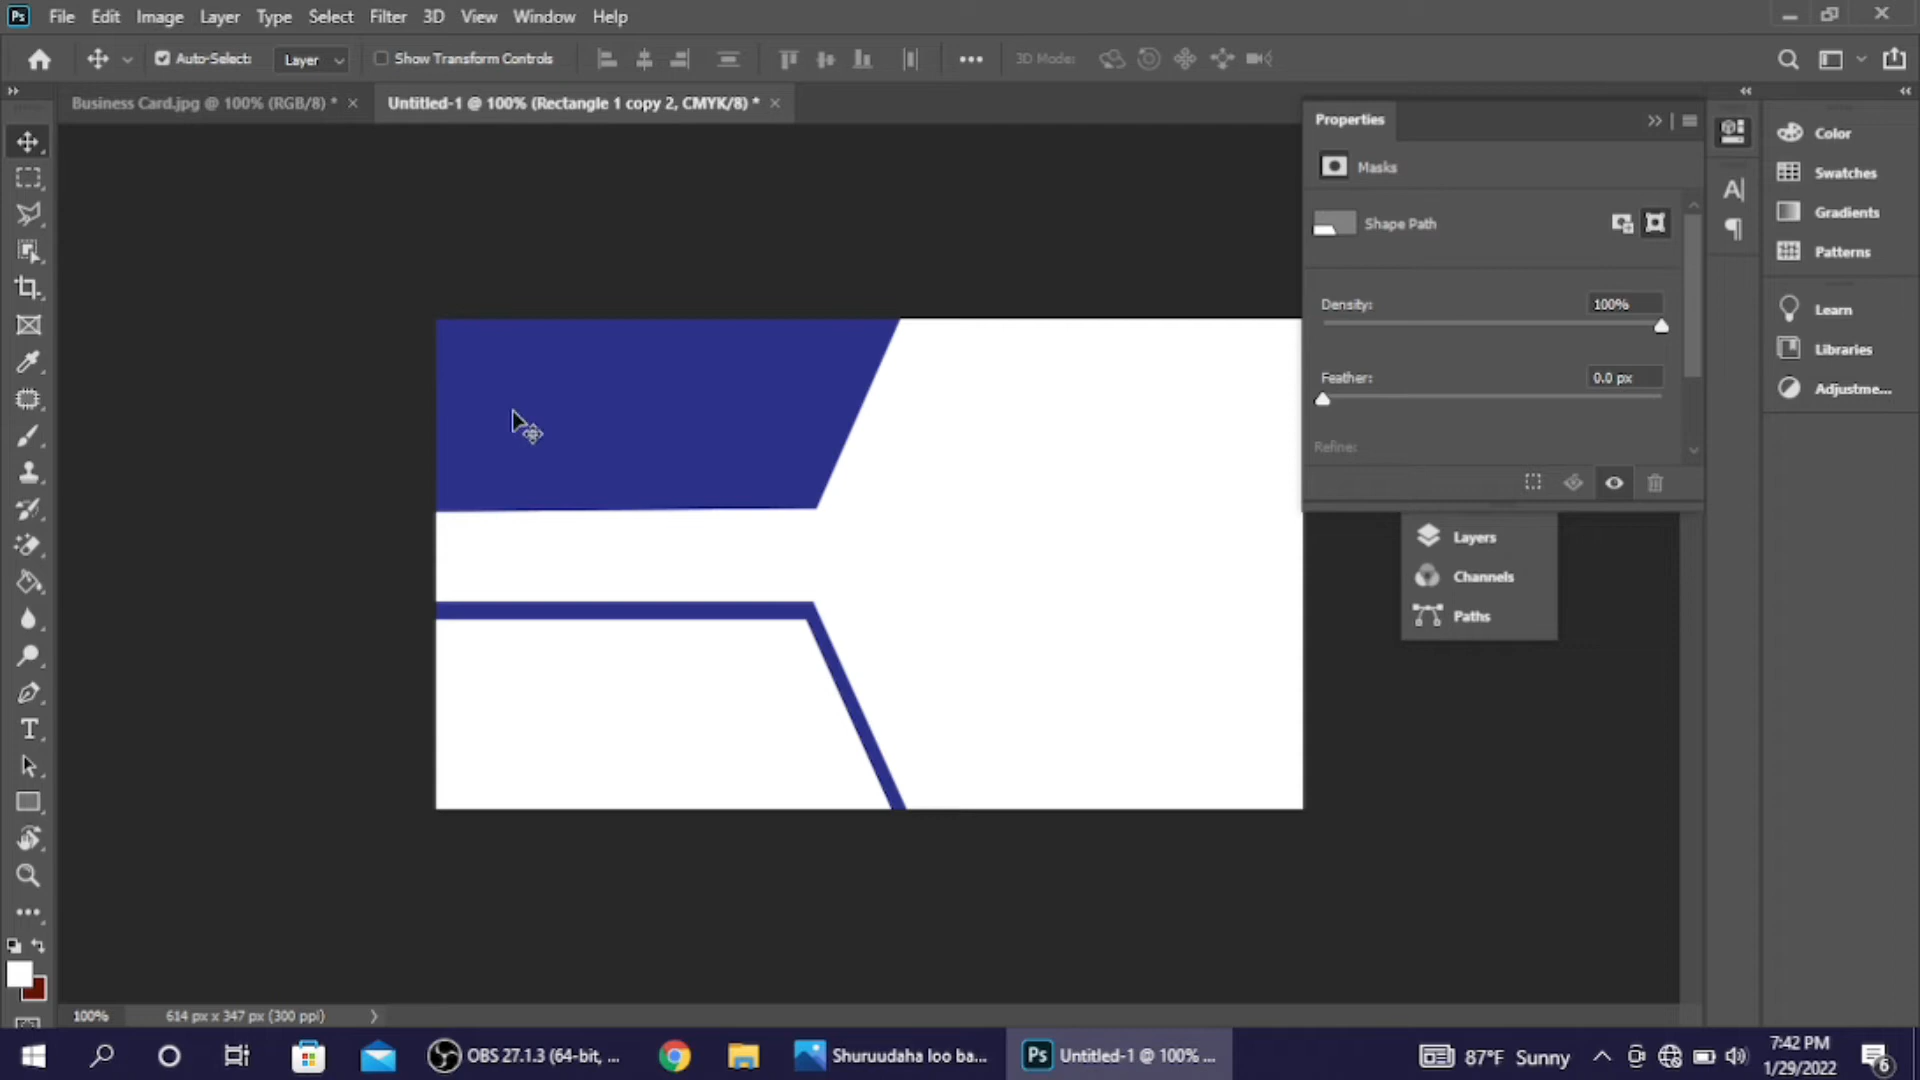 Ps File Edit Image Layer Type Select Filter 3D View Window Help
Auto-Select: Layer Show Transform Controls 3D Mode:
Business Card.jpg @ 100% (RGB/8) * Untitled-1 @ 100% (Rectangle 1 copy 2, CMYK/8) *
Properties
Masks
Shape Path
Density: 100%
Feather: 0.0 px
Refine:
Color
Swatches
Gradients
Patterns
Learn
Libraries
Adjustme...
Layers
Channels
Paths
100% 614 px x 347 px (300 ppi)
OBS 27.1.3 (64-bit, ... Shuruudaha loo ba... Ps Untitled-1 @ 100% ... 87°F Sunny 7:42 PM
1/29/2022
6